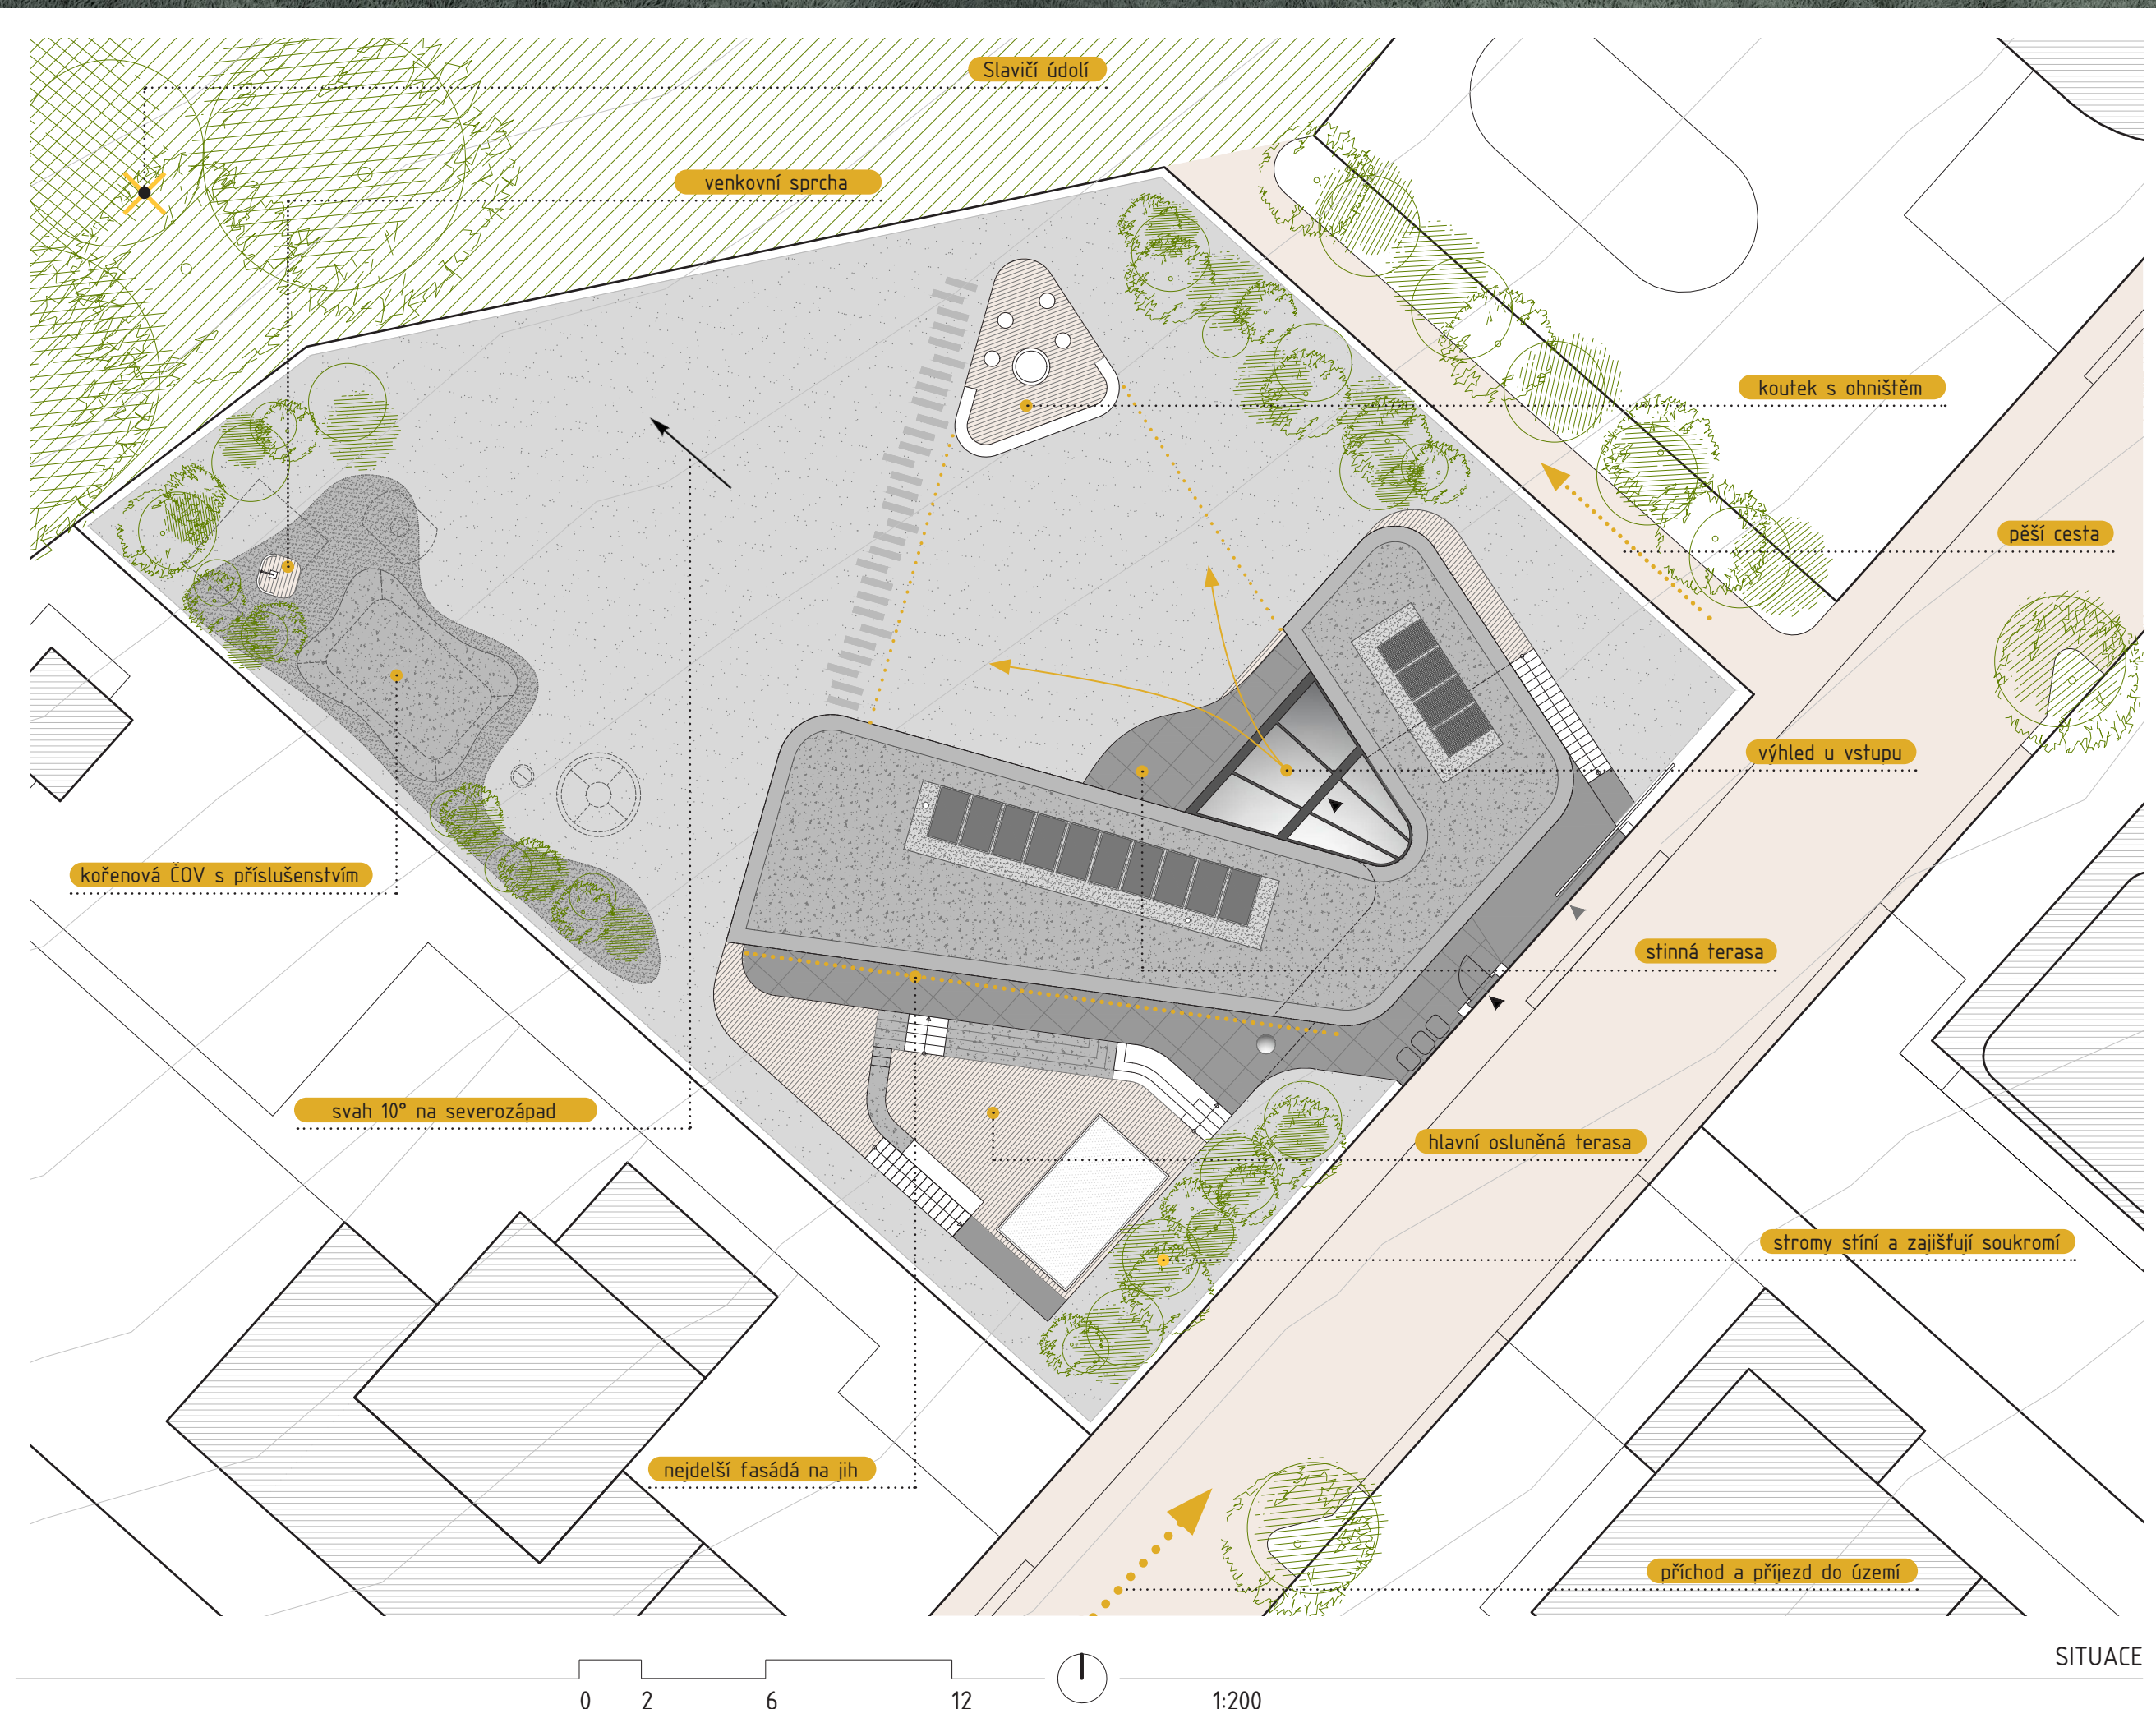 Slavičí údolí
venkovní sprcha
koutek s ohništěm
pěší cesta
výhled u vstupu
kořenová ČOV s příslušenstvím
stinná terasa
svah 10° na severozápad
hlavní osluněná terasa
stromy stíní a zajišťují soukromí
nejdelší fasádá na jih
příchod a příjezd do území
SITUACE
0 2 6 12 1:200